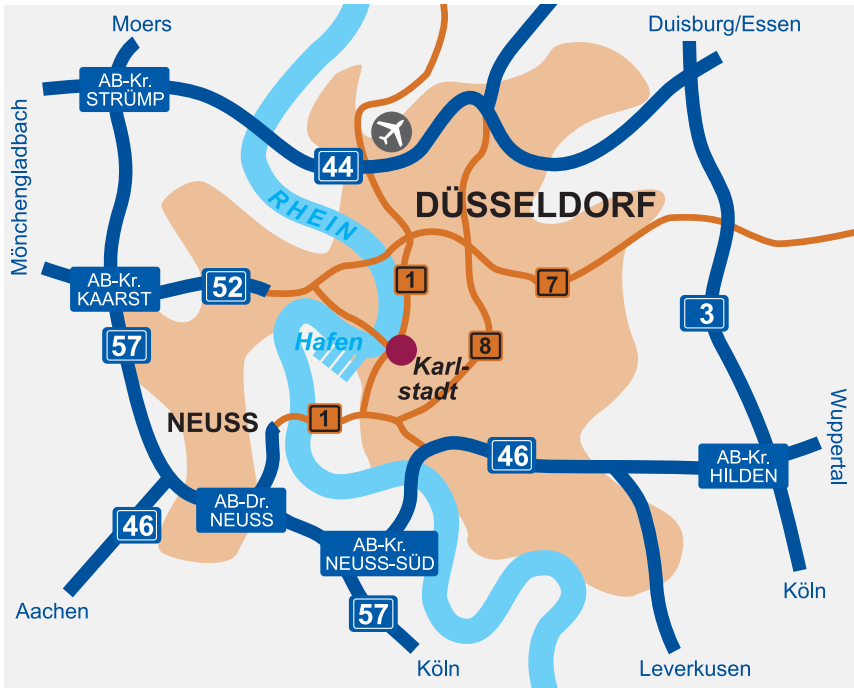 Moers
Duisburg/Essen
AB-Kr.
STRÜMP
Mönchengladbach
44
RHEIN
DÜSSELDORF
AB-Kr.
KAARST
52
1
7
3
57
Hafen
8
Karl-
stadt
NEUSS
1
46
Wuppertal
AB-Kr.
HILDEN
AB-Dr.
NEUSS
46
AB-Kr.
NEUSS-SÜD
Aachen
57
Köln
Köln
Leverkusen